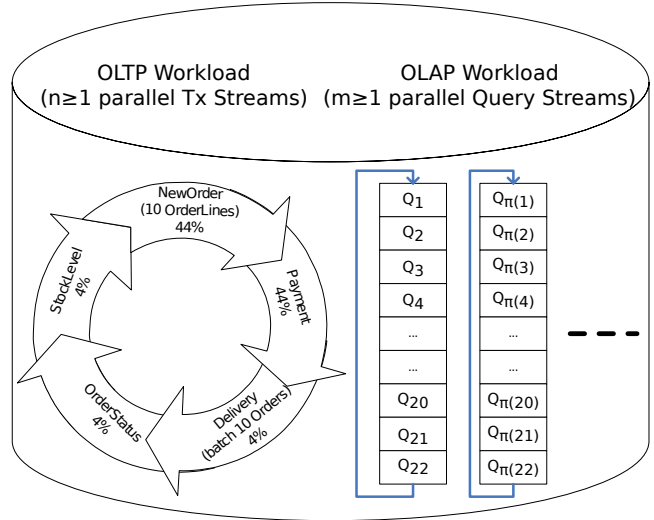 OLTP Workload
(n≥1 parallel Tx Streams)
OLAP Workload
(m≥1 parallel Query Streams)
NewOrder
(10 OrderLines)
44%
Payment
44%
Delivery
(batch 10 Orders)
4%
OrderStatus
4%
StockLevel
4%
Q1
Q2
Q3
Q4
...
...
Q20
Q21
Q22
Qπ(1)
Qπ(2)
Qπ(3)
Qπ(4)
...
...
Qπ(20)
Qπ(21)
Qπ(22)